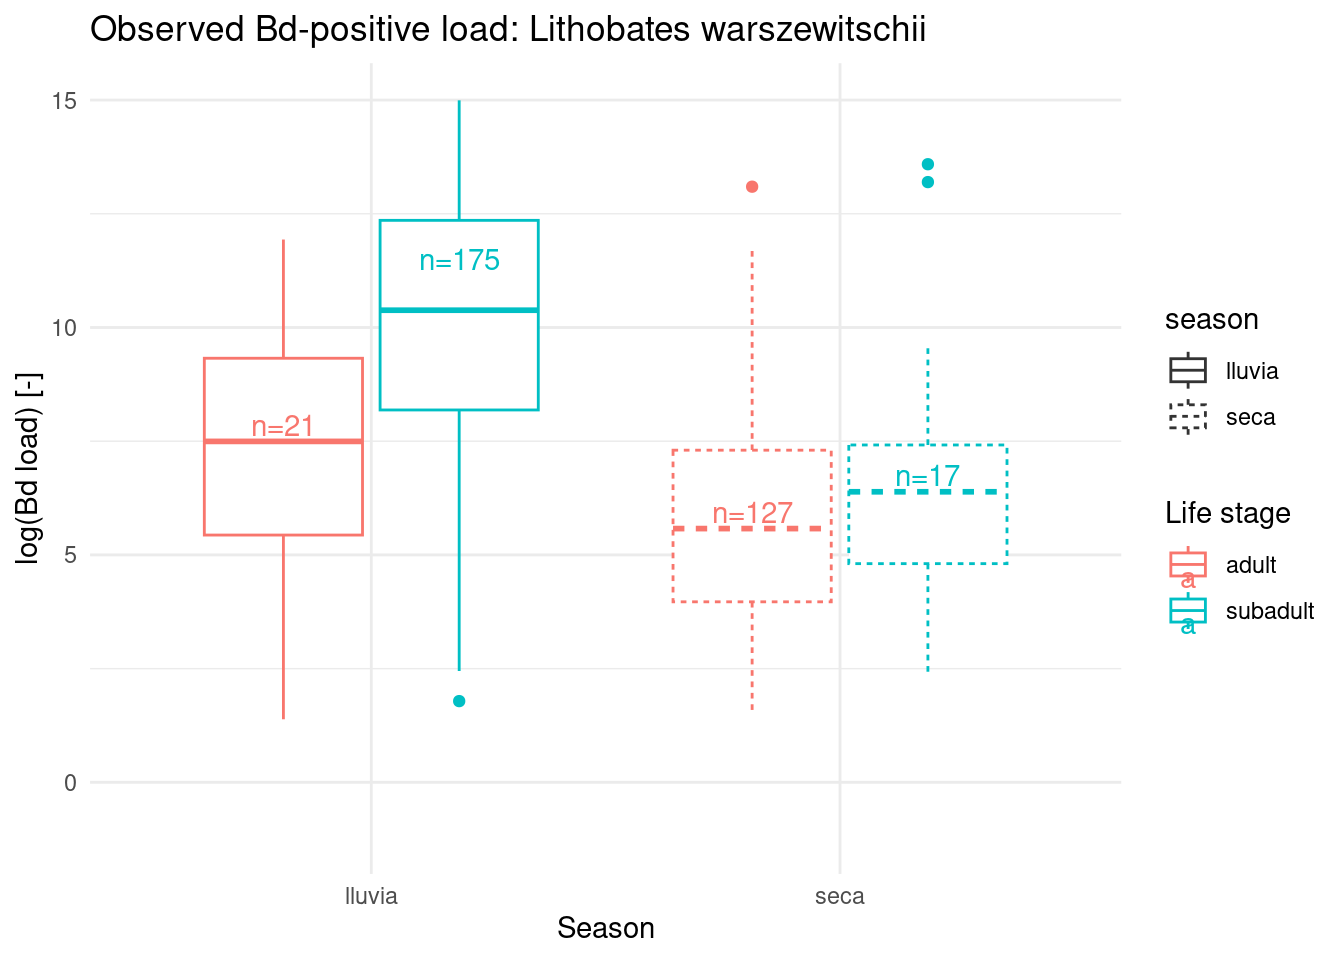 Observed Bd-positive load: Lithobates warszewitschii
15
10
5
0
log(Bd load) [-]
n=21
n=175
n=127
n=17
lluvia
seca
Season
season
lluvia
seca
Life stage
a adult
a subadult